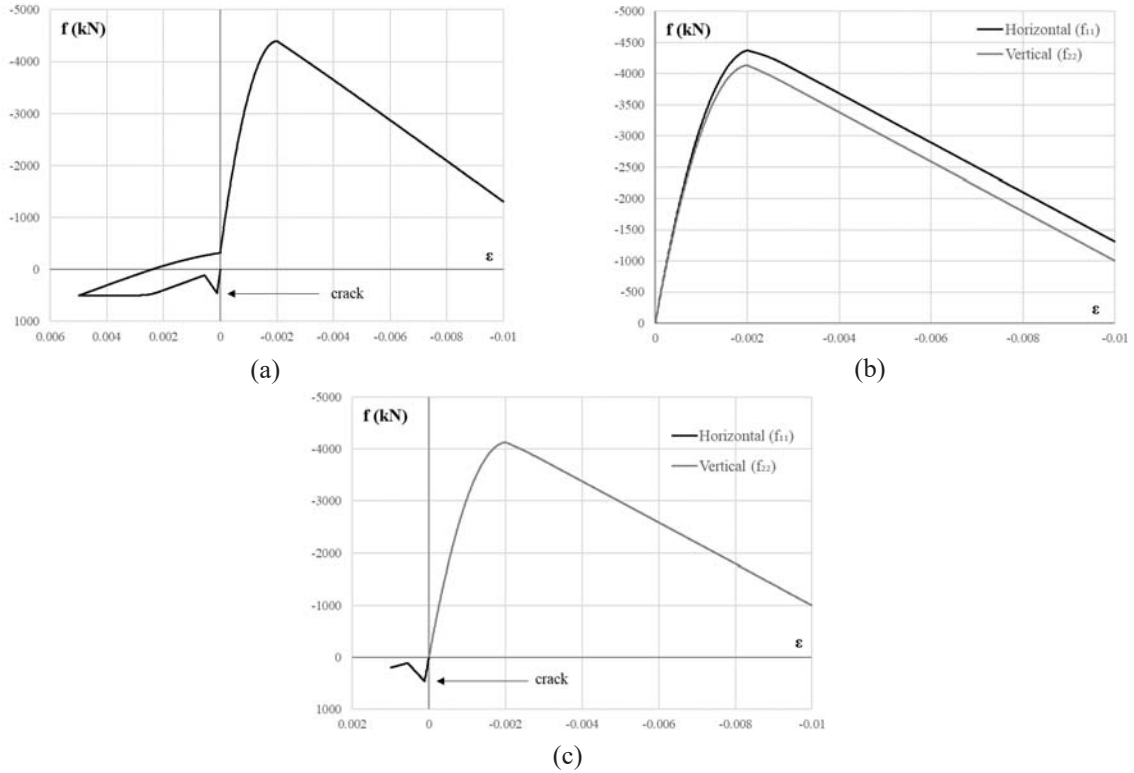 f (kN)
-5000
-4000
-3000
-2000
-1000
0
1000
ε
crack
0.006 0.004 0.002 0 -0.002 -0.004 -0.006 -0.008 -0.01
(a)
f (kN)
Horizontal (f₁₁)
Vertical (f₂₂)
-5000
-4500
-4000
-3500
-3000
-2500
-2000
-1500
-1000
-500
0
ε
0 -0.002 -0.004 -0.006 -0.008 -0.01
(b)
f (kN)
Horizontal (f₁₁)
Vertical (f₂₂)
-5000
-4000
-3000
-2000
-1000
0
1000
ε
crack
0.002 0 -0.002 -0.004 -0.006 -0.008 -0.01
(c)